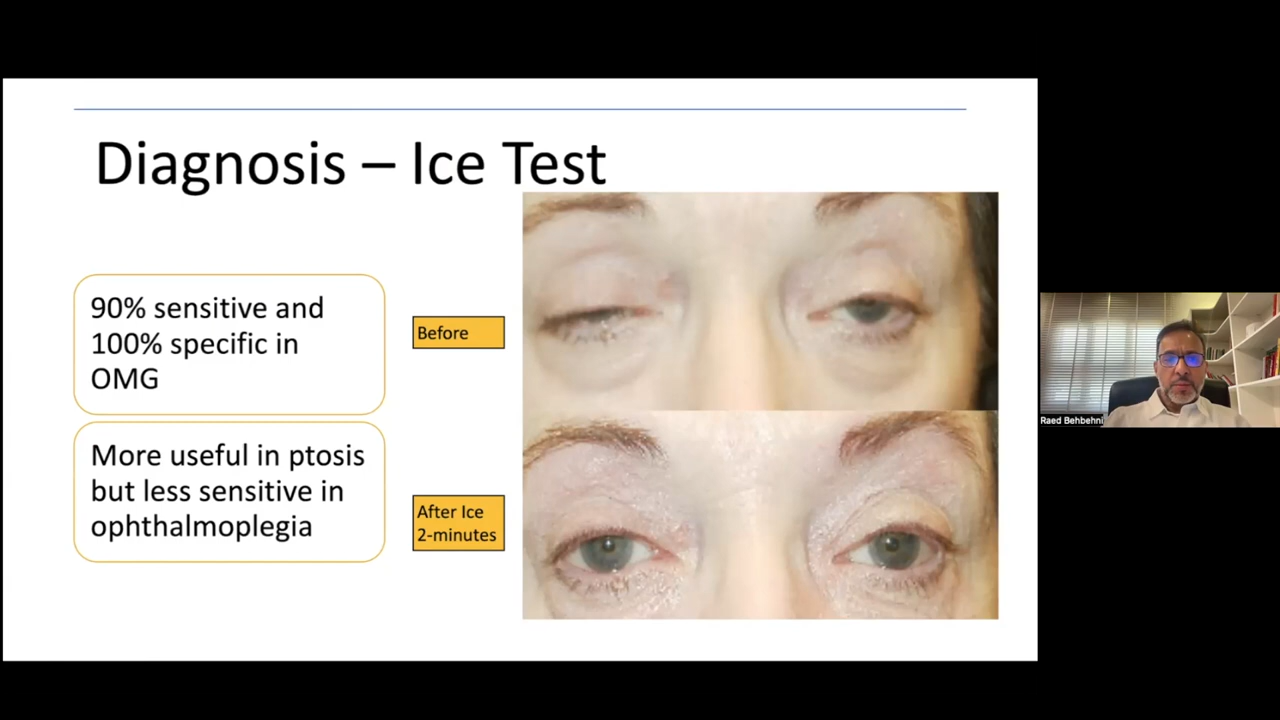 Diagnosis – Ice Test
90% sensitive and
100% specific in
OMG
More useful in ptosis
but less sensitive in
ophthalmoplegia
Before
After Ice
2-minutes
Raed Behbehni